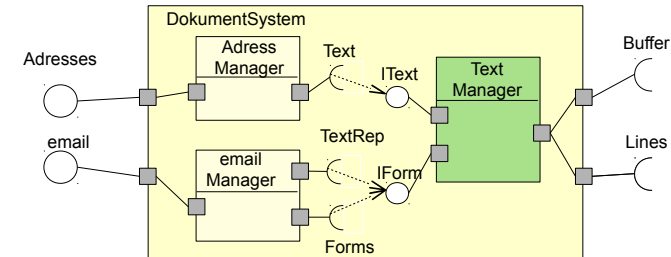 DokumentSystem
Adresses
Adress
Manager
Text
IText
Text
Manager
Buffer
email
email
Manager
TextRep
IForm
Lines
Forms